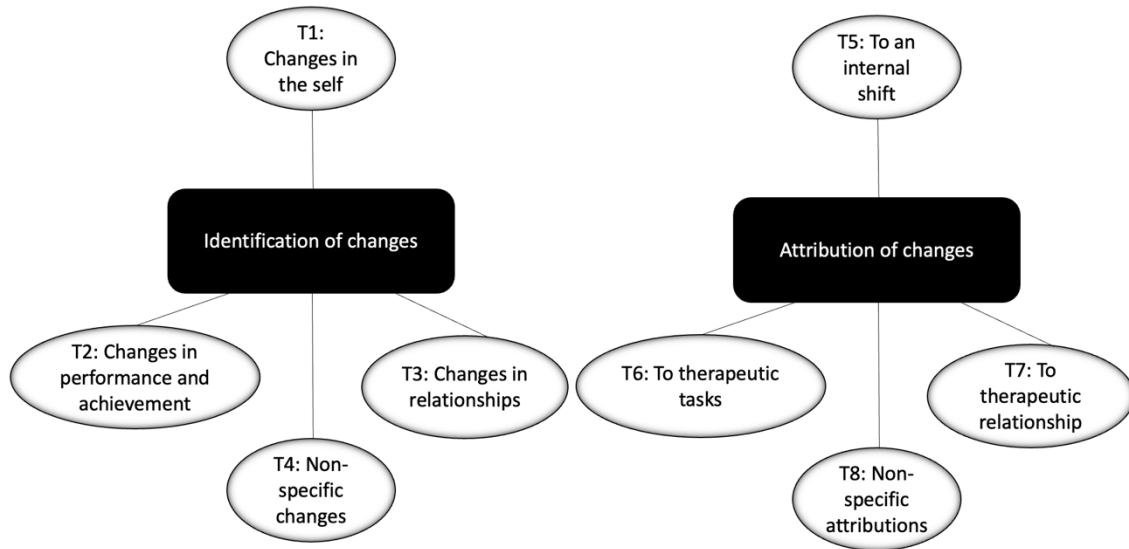 T1:
Changes in
the self
Identification of changes
T2: Changes in
performance and
achievement
T3: Changes in
relationships
T4: Non-
specific
changes
T5: To an
internal
shift
Attribution of changes
T6: To therapeutic
tasks
T7: To
therapeutic
relationship
T8: Non-
specific
attributions